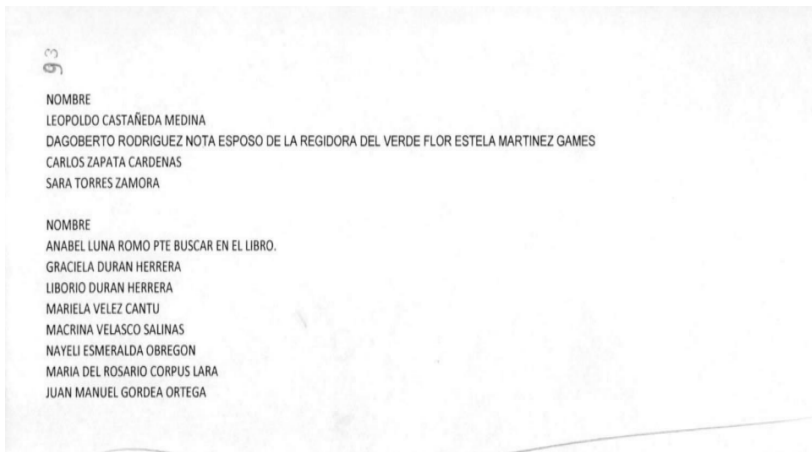 93
NOMBRE
LEOPOLDO CASTAÑEDA MEDINA
DAGOBERTO RODRIGUEZ NOTA ESPOSO DE LA REGIDORA DEL VERDE FLOR ESTELA MARTINEZ GAMES
CARLOS ZAPATA CARDENAS
SARA TORRES ZAMORA
NOMBRE
ANABEL LUNA ROMO PTE BUSCAR EN EL LIBRO.
GRACIELA DURAN HERRERA
LIBORIO DURAN HERRERA
MARIELA VELEZ CANTU
MACRINA VELASCO SALINAS
NAYELI ESMERALDA OBREGON
MARIA DEL ROSARIO CORPUS LARA
JUAN MANUEL GORDEA ORTEGA